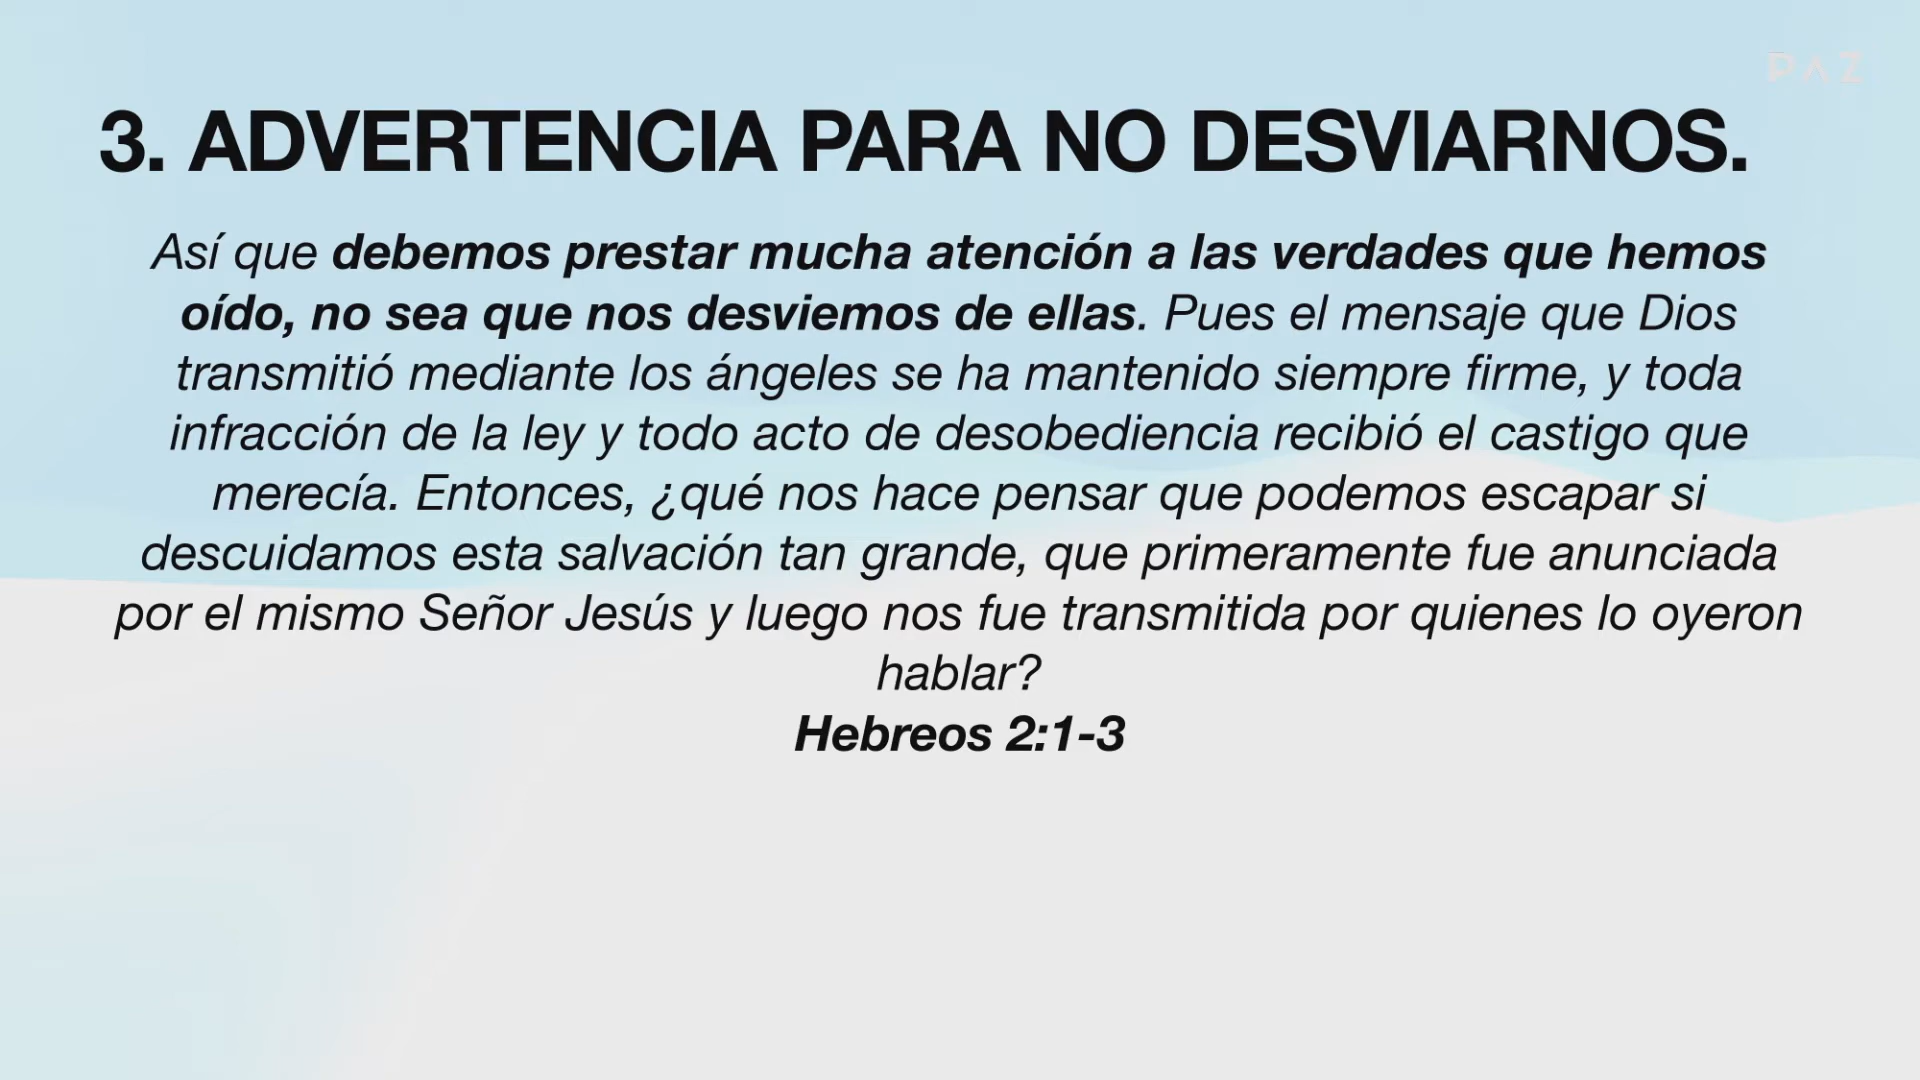 PAZ
3. ADVERTENCIA PARA NO DESVIARNOS.
Así que debemos prestar mucha atención a las verdades que hemos
oído, no sea que nos desviemos de ellas. Pues el mensaje que Dios
transmitió mediante los ángeles se ha mantenido siempre firme, y toda
infracción de la ley y todo acto de desobediencia recibió el castigo que
merecía. Entonces, ¿qué nos hace pensar que podemos escapar si
descuidamos esta salvación tan grande, que primeramente fue anunciada
por el mismo Señor Jesús y luego nos fue transmitida por quienes lo oyeron
hablar?
Hebreos 2:1-3